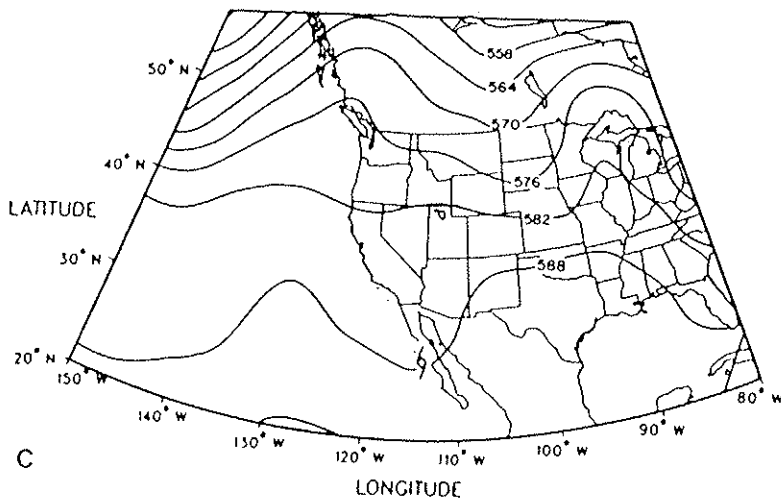 558
50° N
564
570
40° N
576
LATITUDE
582
30° N
588
20° N
150° W
80° W
140° W
90° W
130° W
100° W
120° W
110° W
C
LONGITUDE